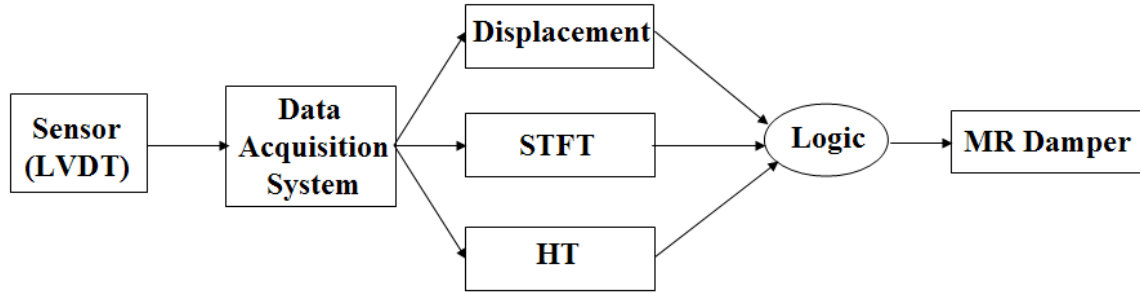 Sensor
(LVDT)
Data
Acquisition
System
Displacement
STFT
HT
Logic
MR Damper